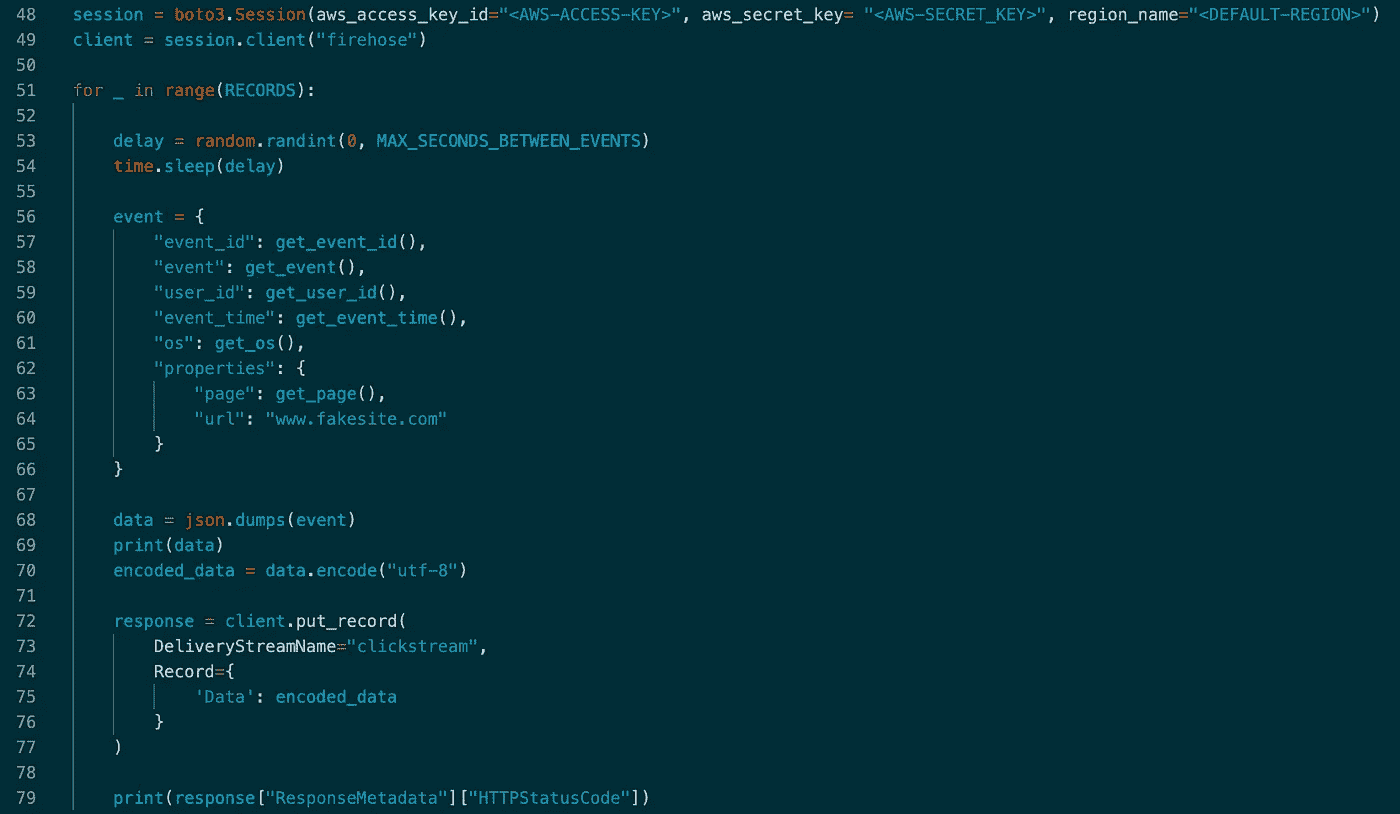 48 session = boto3.Session(aws_access_key_id="<AWS-ACCESS-KEY>", aws_secret_key= "<AWS-SECRET_KEY>", region_name="<DEFAULT-REGION>")
49 client = session.client("firehose")
50
51 for _ in range(RECORDS):
52
53     delay = random.randint(0, MAX_SECONDS_BETWEEN_EVENTS)
54     time.sleep(delay)
55
56     event = {
57         "event_id": get_event_id(),
58         "event": get_event(),
59         "user_id": get_user_id(),
60         "event_time": get_event_time(),
61         "os": get_os(),
62         "properties": {
63             "page": get_page(),
64             "url": "www.fakesite.com"
65         }
66     }
67
68     data = json.dumps(event)
69     print(data)
70     encoded_data = data.encode("utf-8")
71
72     response = client.put_record(
73         DeliveryStreamName="clickstream",
74         Record={
75             'Data': encoded_data
76         }
77     )
78
79     print(response["ResponseMetadata"]["HTTPStatusCode"])